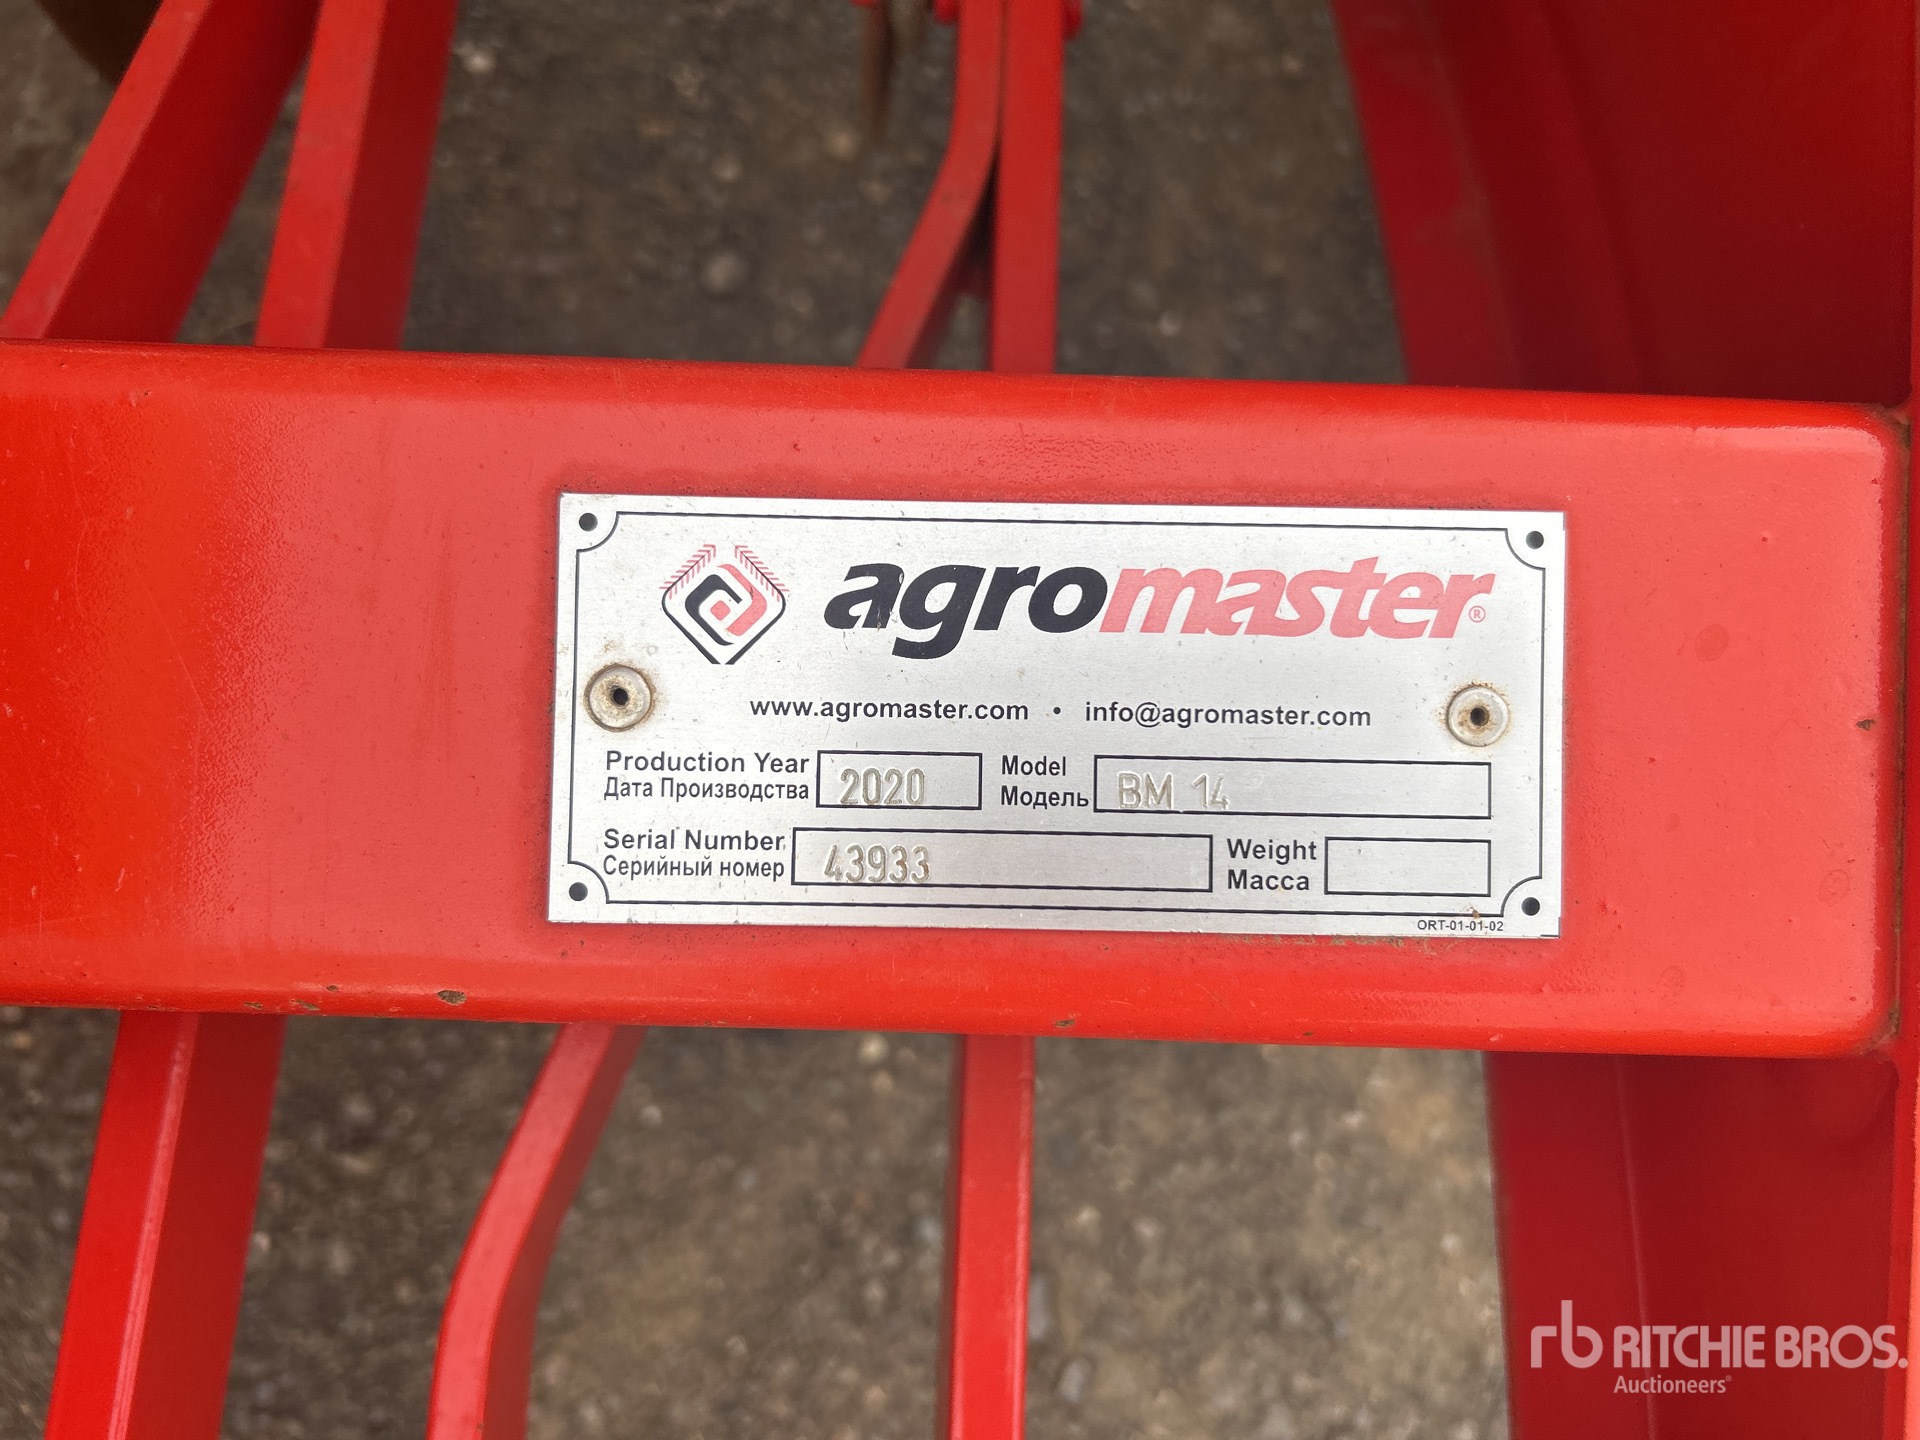 agromaster®
www.agromaster.com • info@agromaster.com
Production Year 2020 Model BM 14
Дата Производства Модель
Serial Number 43933 Weight
Серийный номер Масса
ORT-01-01-02
rb RITCHIE BROS.
Auctioneers